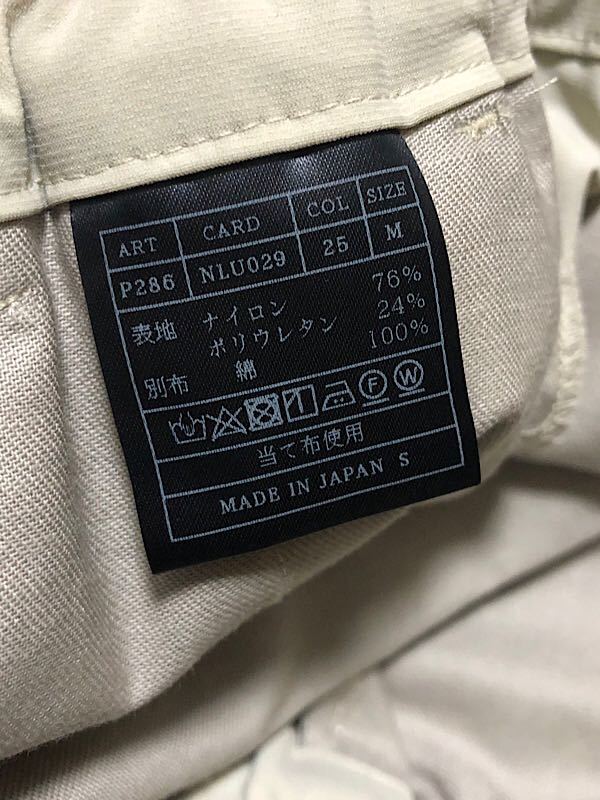 ART CARD COL SIZE
P286 NLU029 25 M
表地 ナイロン 76%
ポリウレタン 24%
別布 綿 100%
F W
当て布使用
MADE IN JAPAN S